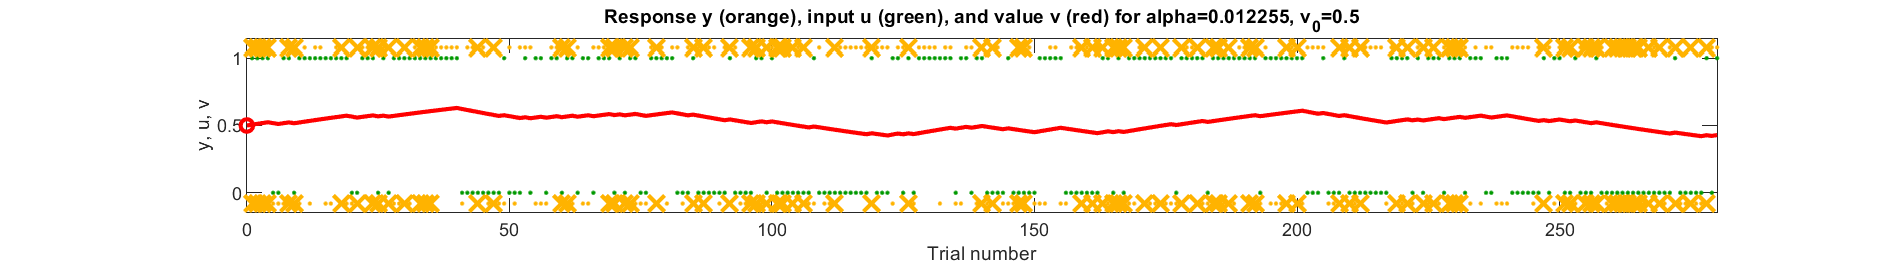 Response y (orange), input u (green), and value v (red) for alpha=0.012255, v0=0.5
y, u, v
1
0.5
0
0 50 100 150 200 250
Trial number